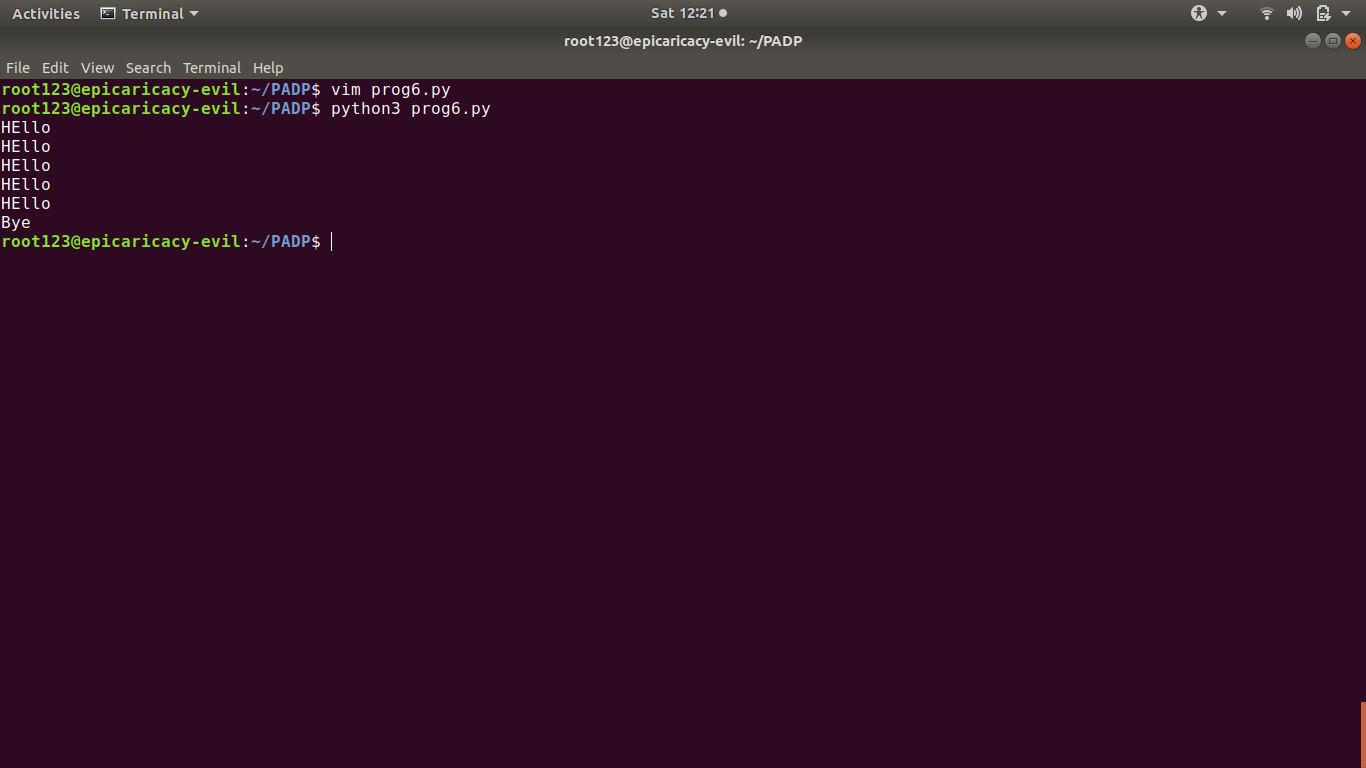 Activities Terminal Sat 12:21
root123@epicaricacy-evil: ~/PADP
File Edit View Search Terminal Help
root123@epicaricacy-evil:~/PADP$ vim prog6.py
root123@epicaricacy-evil:~/PADP$ python3 prog6.py
HEllo
HEllo
HEllo
HEllo
HEllo
Bye
root123@epicaricacy-evil:~/PADP$